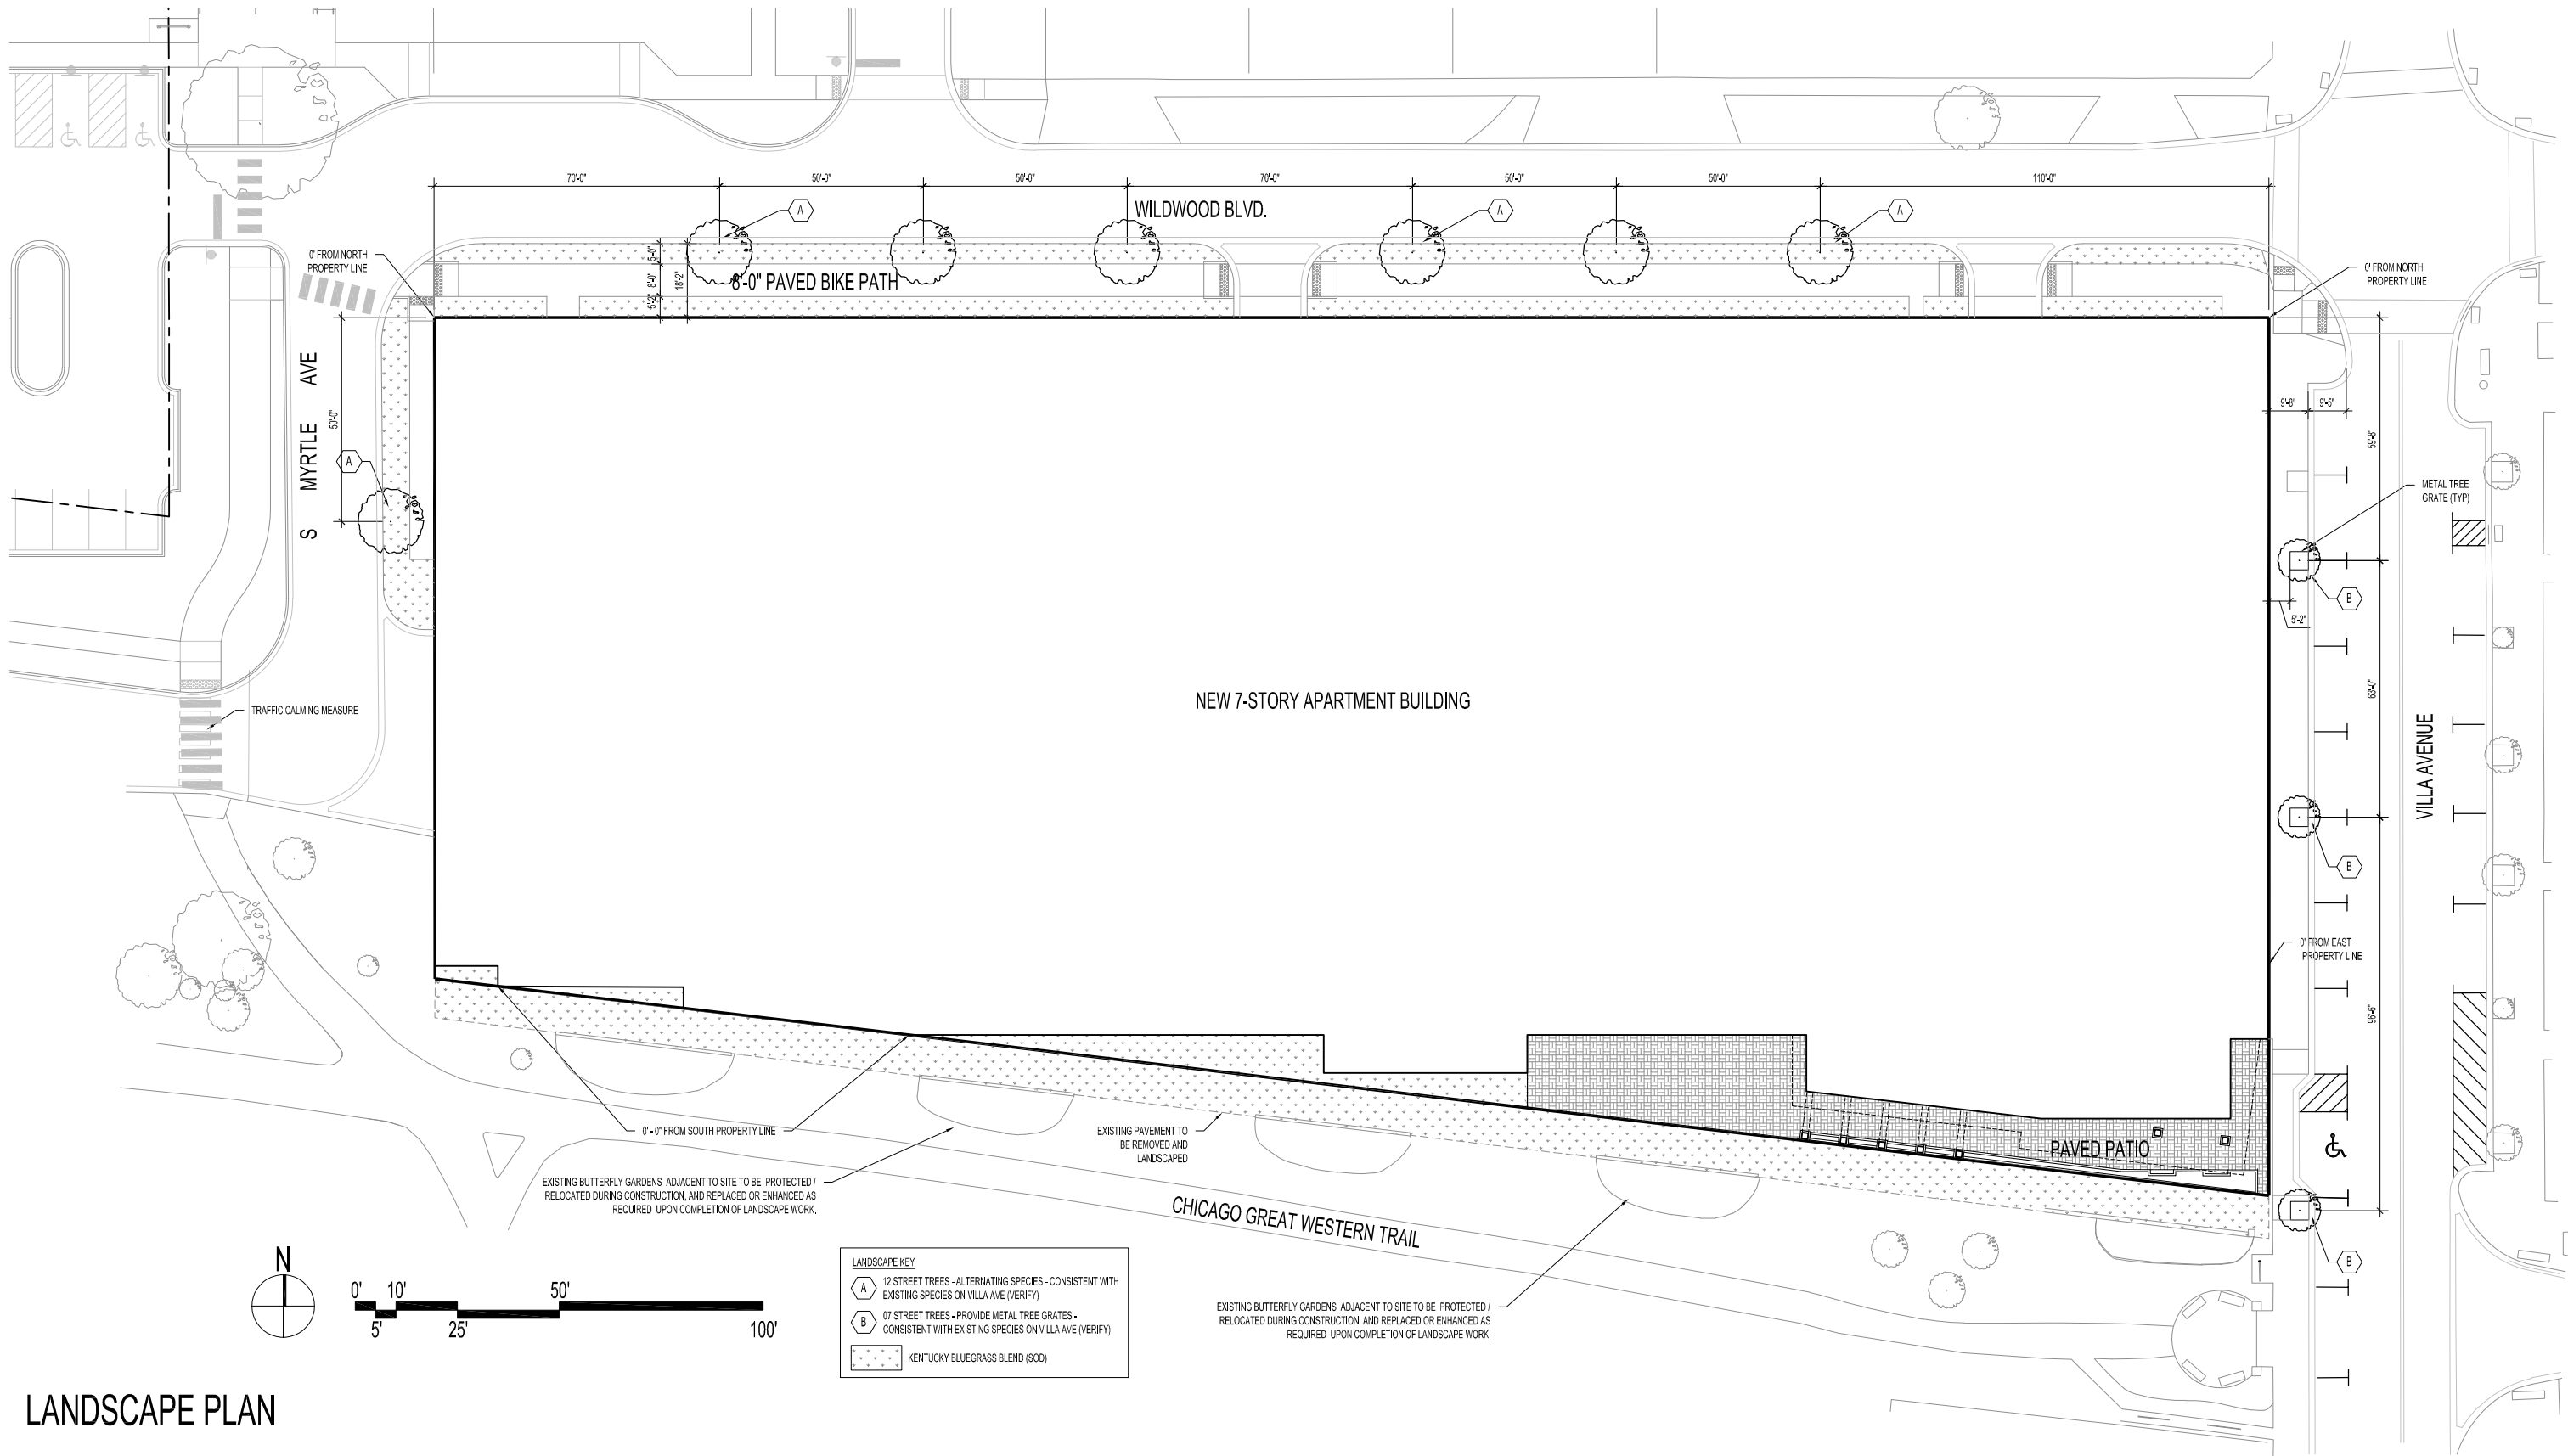 70'-0"
50'-0"
50'-0"
70'-0"
50'-0"
50'-0"
110'-0"
A
A
A
WILDWOOD BLVD.
0' FROM NORTH
PROPERTY LINE
5'-0"
8'-0"
18'-2"
8'-0" PAVED BIKE PATH
0' FROM NORTH
PROPERTY LINE
S MYRTLE AVE
50'-0"
A
9'-8"
9'-5"
59'-8"
METAL TREE
GRATE (TYP)
B
5'-2"
TRAFFIC CALMING MEASURE
NEW 7-STORY APARTMENT BUILDING
63'-0"
VILLA AVENUE
B
0' FROM EAST
PROPERTY LINE
96'-6"
0' - 0" FROM SOUTH PROPERTY LINE
EXISTING PAVEMENT TO
BE REMOVED AND
LANDSCAPED
PAVED PATIO
EXISTING BUTTERFLY GARDENS ADJACENT TO SITE TO BE PROTECTED /
RELOCATED DURING CONSTRUCTION, AND REPLACED OR ENHANCED AS
REQUIRED UPON COMPLETION OF LANDSCAPE WORK.
CHICAGO GREAT WESTERN TRAIL
B
N
0'
10'
50'
5'
25'
100'
LANDSCAPE KEY
A
12 STREET TREES - ALTERNATING SPECIES - CONSISTENT WITH
EXISTING SPECIES ON VILLA AVE (VERIFY)
B
07 STREET TREES - PROVIDE METAL TREE GRATES -
CONSISTENT WITH EXISTING SPECIES ON VILLA AVE (VERIFY)
KENTUCKY BLUEGRASS BLEND (SOD)
EXISTING BUTTERFLY GARDENS ADJACENT TO SITE TO BE PROTECTED /
RELOCATED DURING CONSTRUCTION, AND REPLACED OR ENHANCED AS
REQUIRED UPON COMPLETION OF LANDSCAPE WORK.
LANDSCAPE PLAN